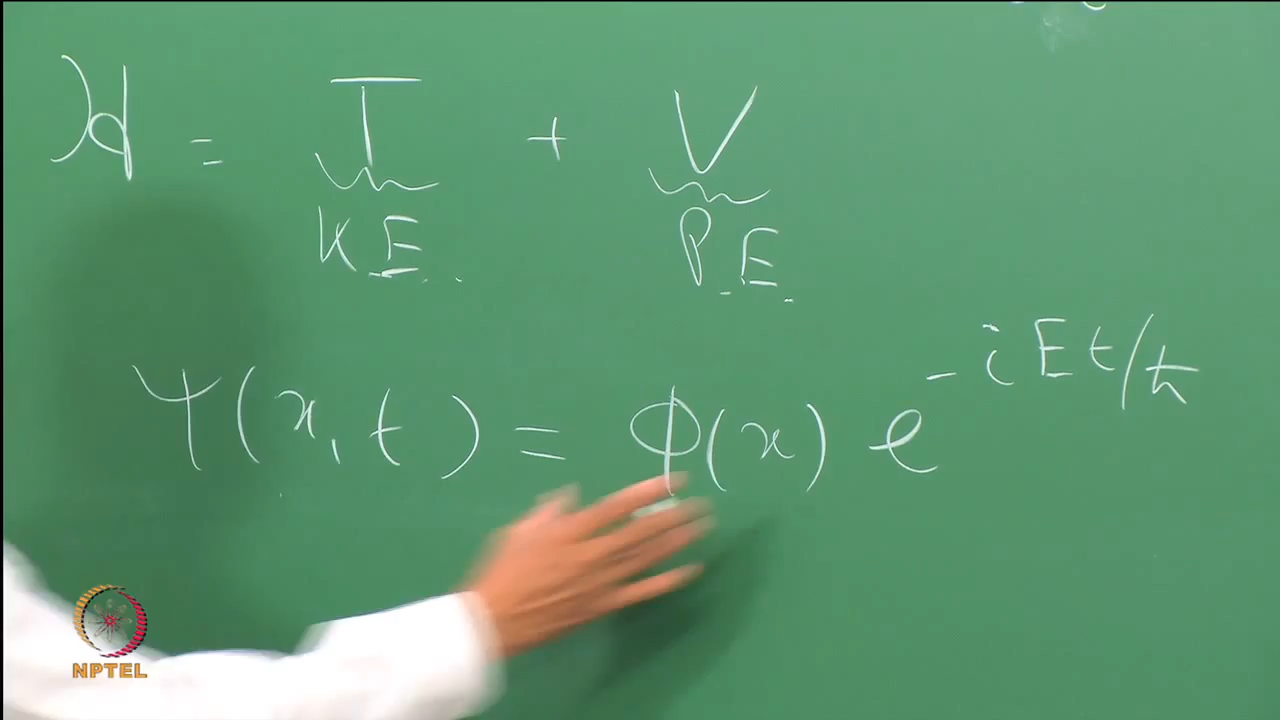 H = T + V
K.E. P.E.
Ψ(x,t) = ϕ(x) e^{-iEt/ħ}
NPTEL